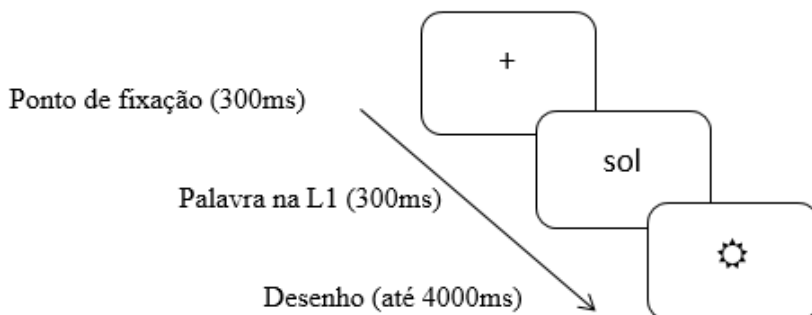 +
Ponto de fixação (300ms)
sol
Palavra na L1 (300ms)
Desenho (até 4000ms)